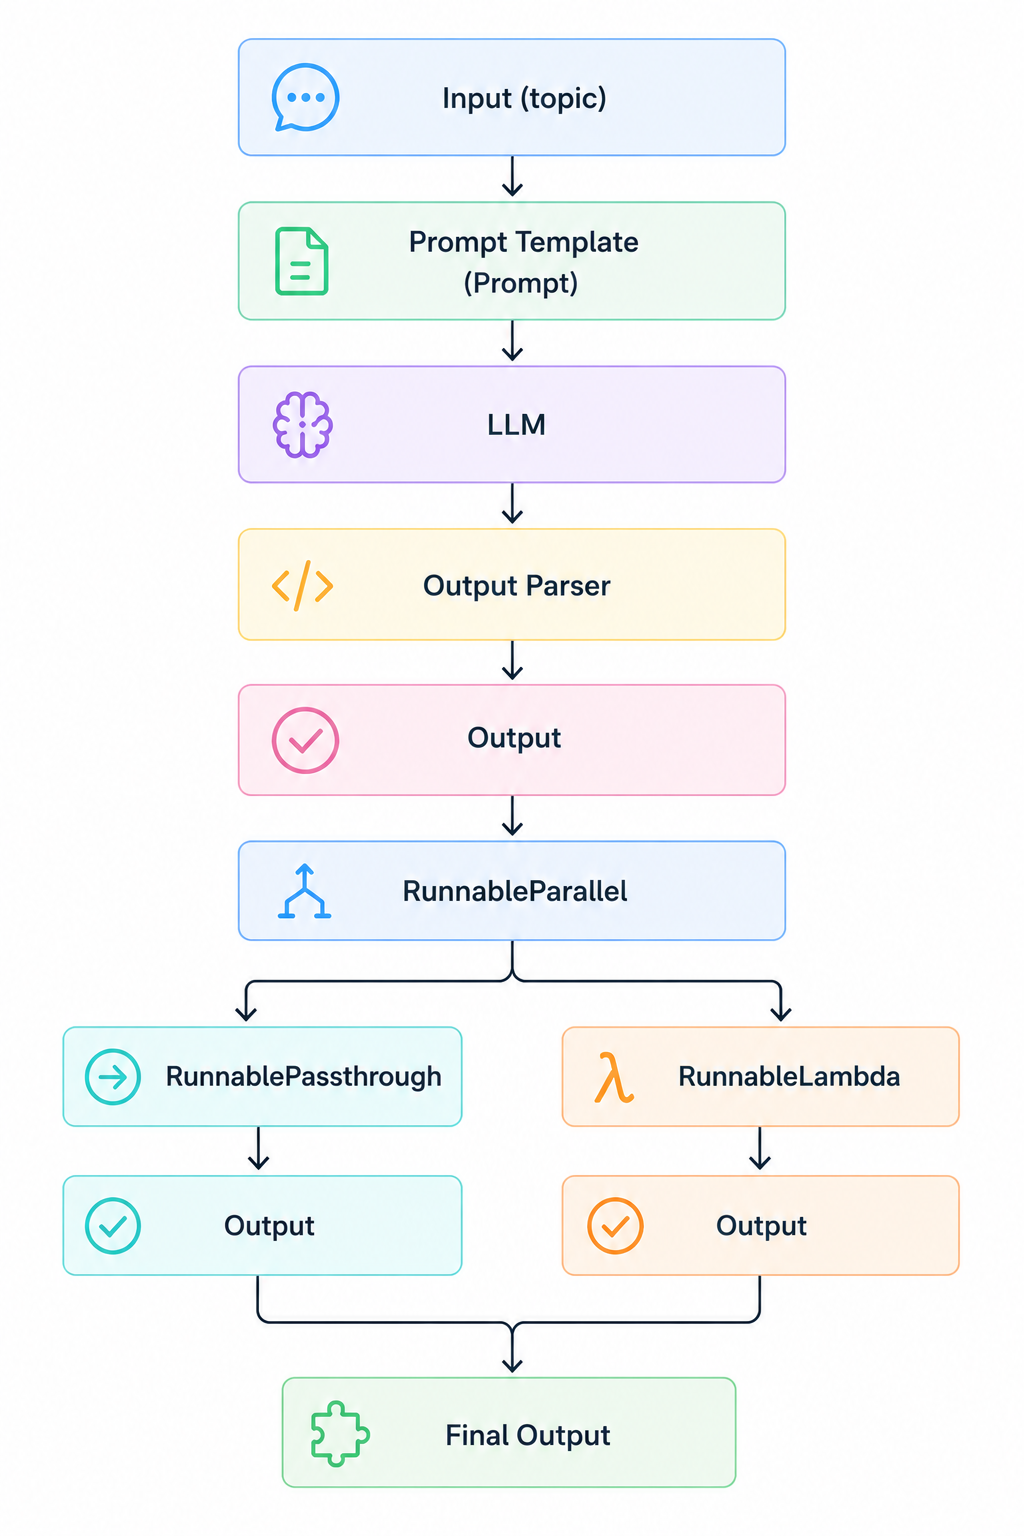 Input (topic)
Prompt Template
(Prompt)
LLM
Output Parser
Output
RunnableParallel
RunnablePassthrough
RunnableLambda
Output
Output
Final Output